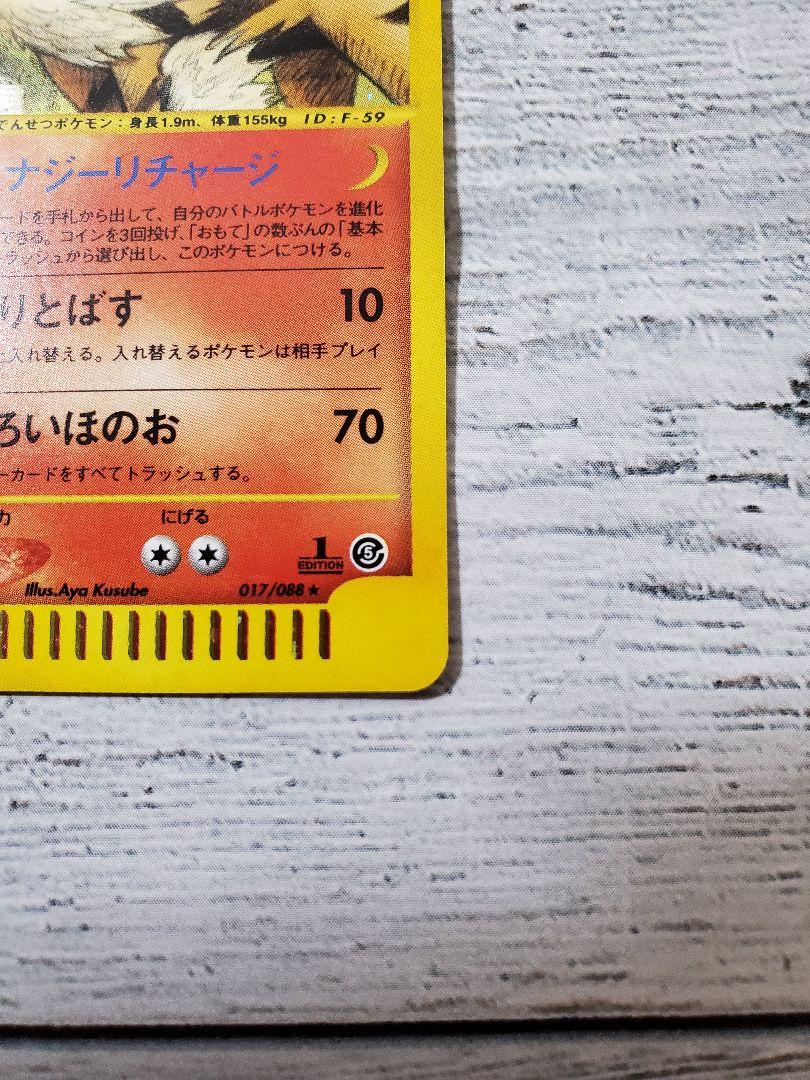 でんせつポケモン：身長1.9m、体重155kg ID：F-59
ナジーリチャージ
ードを手札から出して、自分のバトルポケモンを進化
できる。コインを3回投げ、「おもて」の数ぶんの「基本
ラッシュから選び出し、このポケモンにつける。
りとばす 10
入れ替える。入れ替えるポケモンは相手プレイ
ろいほのお 70
ーカードをすべてトラッシュする。
力 にげる
1 EDITION 5
Illus.Aya Kusube 017/088★